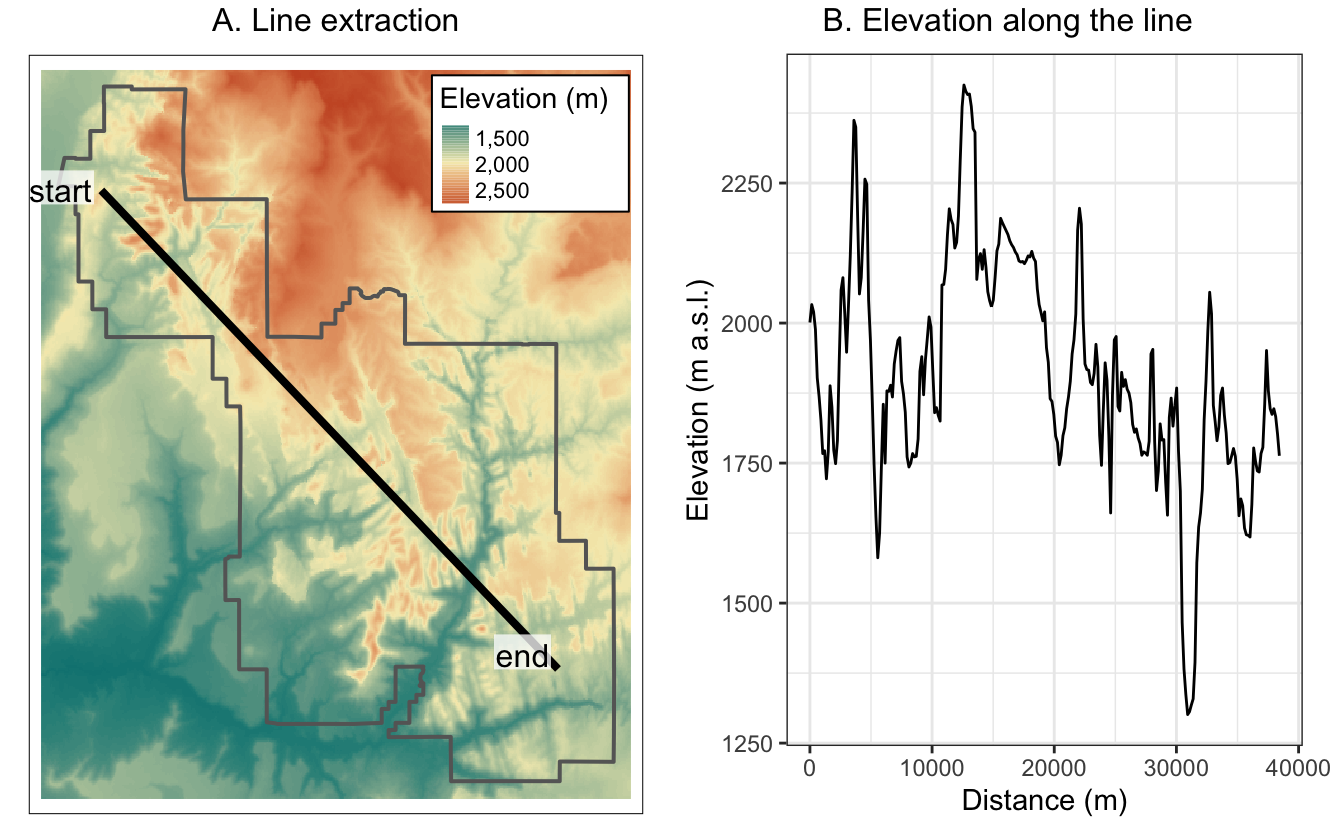 A. Line extraction
Elevation (m)
1,500
2,000
2,500
start
end
B. Elevation along the line
Elevation (m a.s.l.)
2250
2000
1750
1500
1250
0
10000
20000
30000
40000
Distance (m)